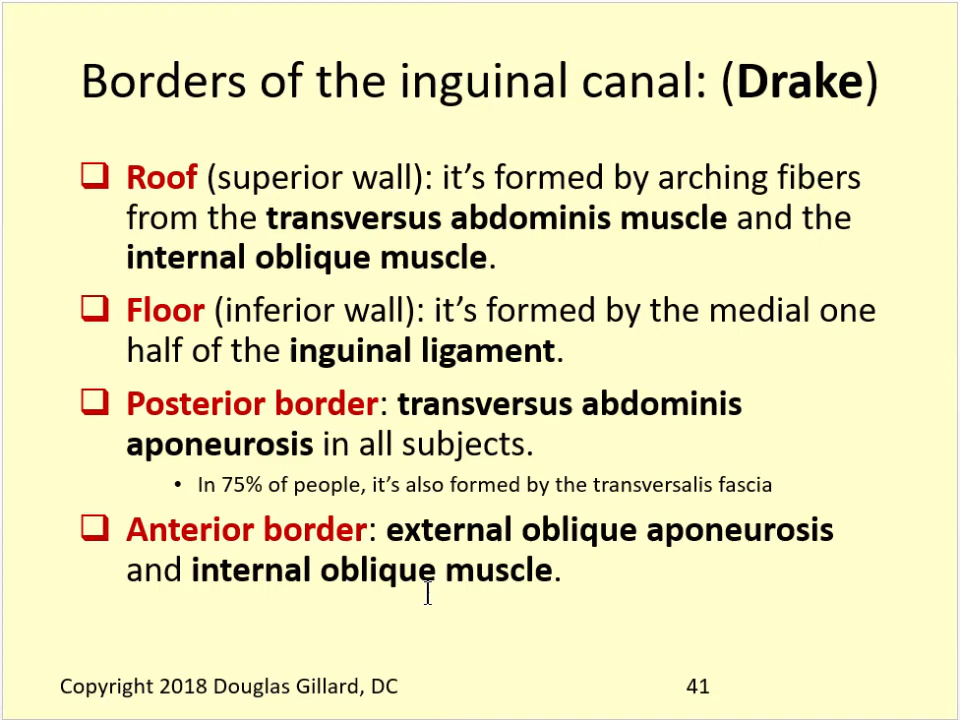 Borders of the inguinal canal: (Drake)
Roof (superior wall): it's formed by arching fibers
from the transversus abdominis muscle and the
internal oblique muscle.
Floor (inferior wall): it's formed by the medial one
half of the inguinal ligament.
Posterior border: transversus abdominis
aponeurosis in all subjects.
• In 75% of people, it's also formed by the transversalis fascia
Anterior border: external oblique aponeurosis
and internal oblique muscle.
Copyright 2018 Douglas Gillard, DC 41